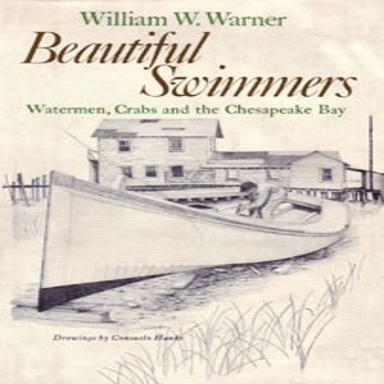 William W. Warner
Beautiful
Swimmers
Watermen, Crabs and the Chesapeake Bay
Drawings by Consuelo Hanks